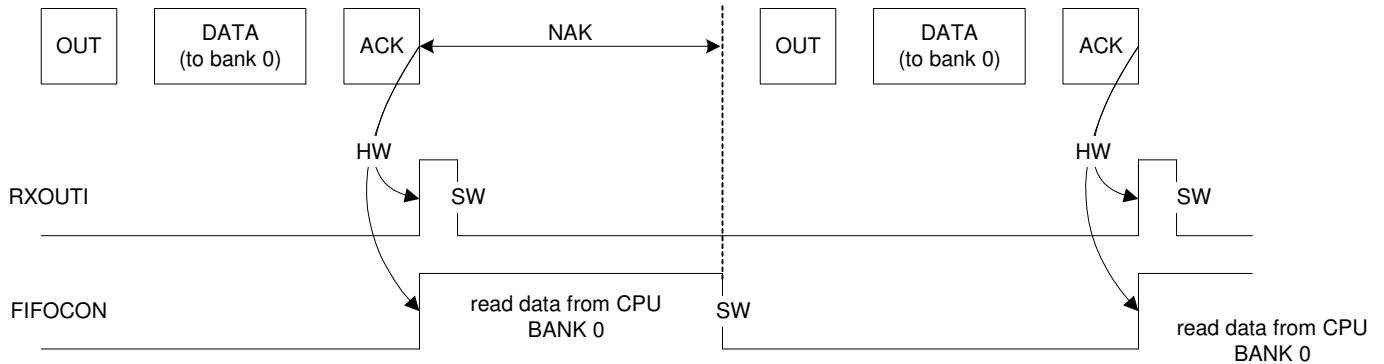 OUT
DATA
(to bank 0)
ACK
NAK
OUT
DATA
(to bank 0)
ACK
HW
HW
RXOUTI
SW
SW
FIFOCON
read data from CPU
BANK 0
SW
read data from CPU
BANK 0